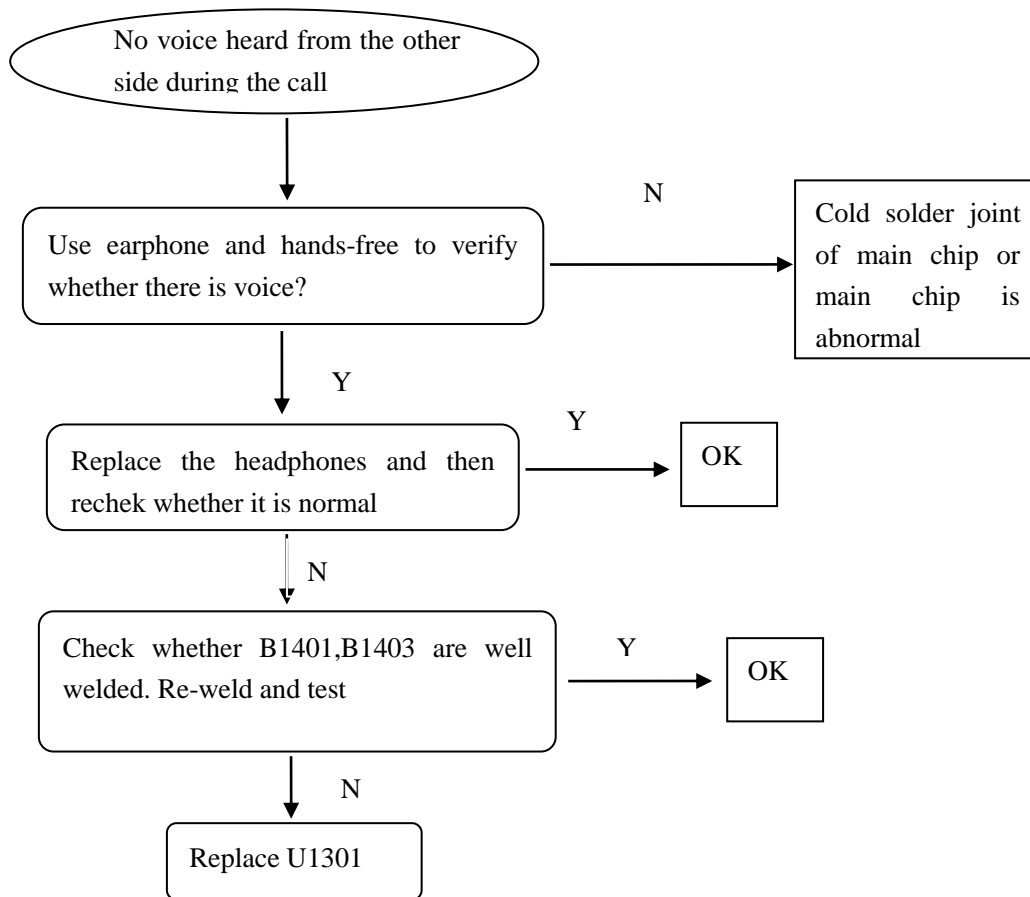 No voice heard from the other
side during the call
N
Use earphone and hands-free to verify
whether there is voice?
Cold solder joint
of main chip or
main chip is
abnormal
Y
Y
Replace the headphones and then
rechek whether it is normal
OK
N
Check whether B1401,B1403 are well
welded. Re-weld and test
Y
OK
N
Replace U1301